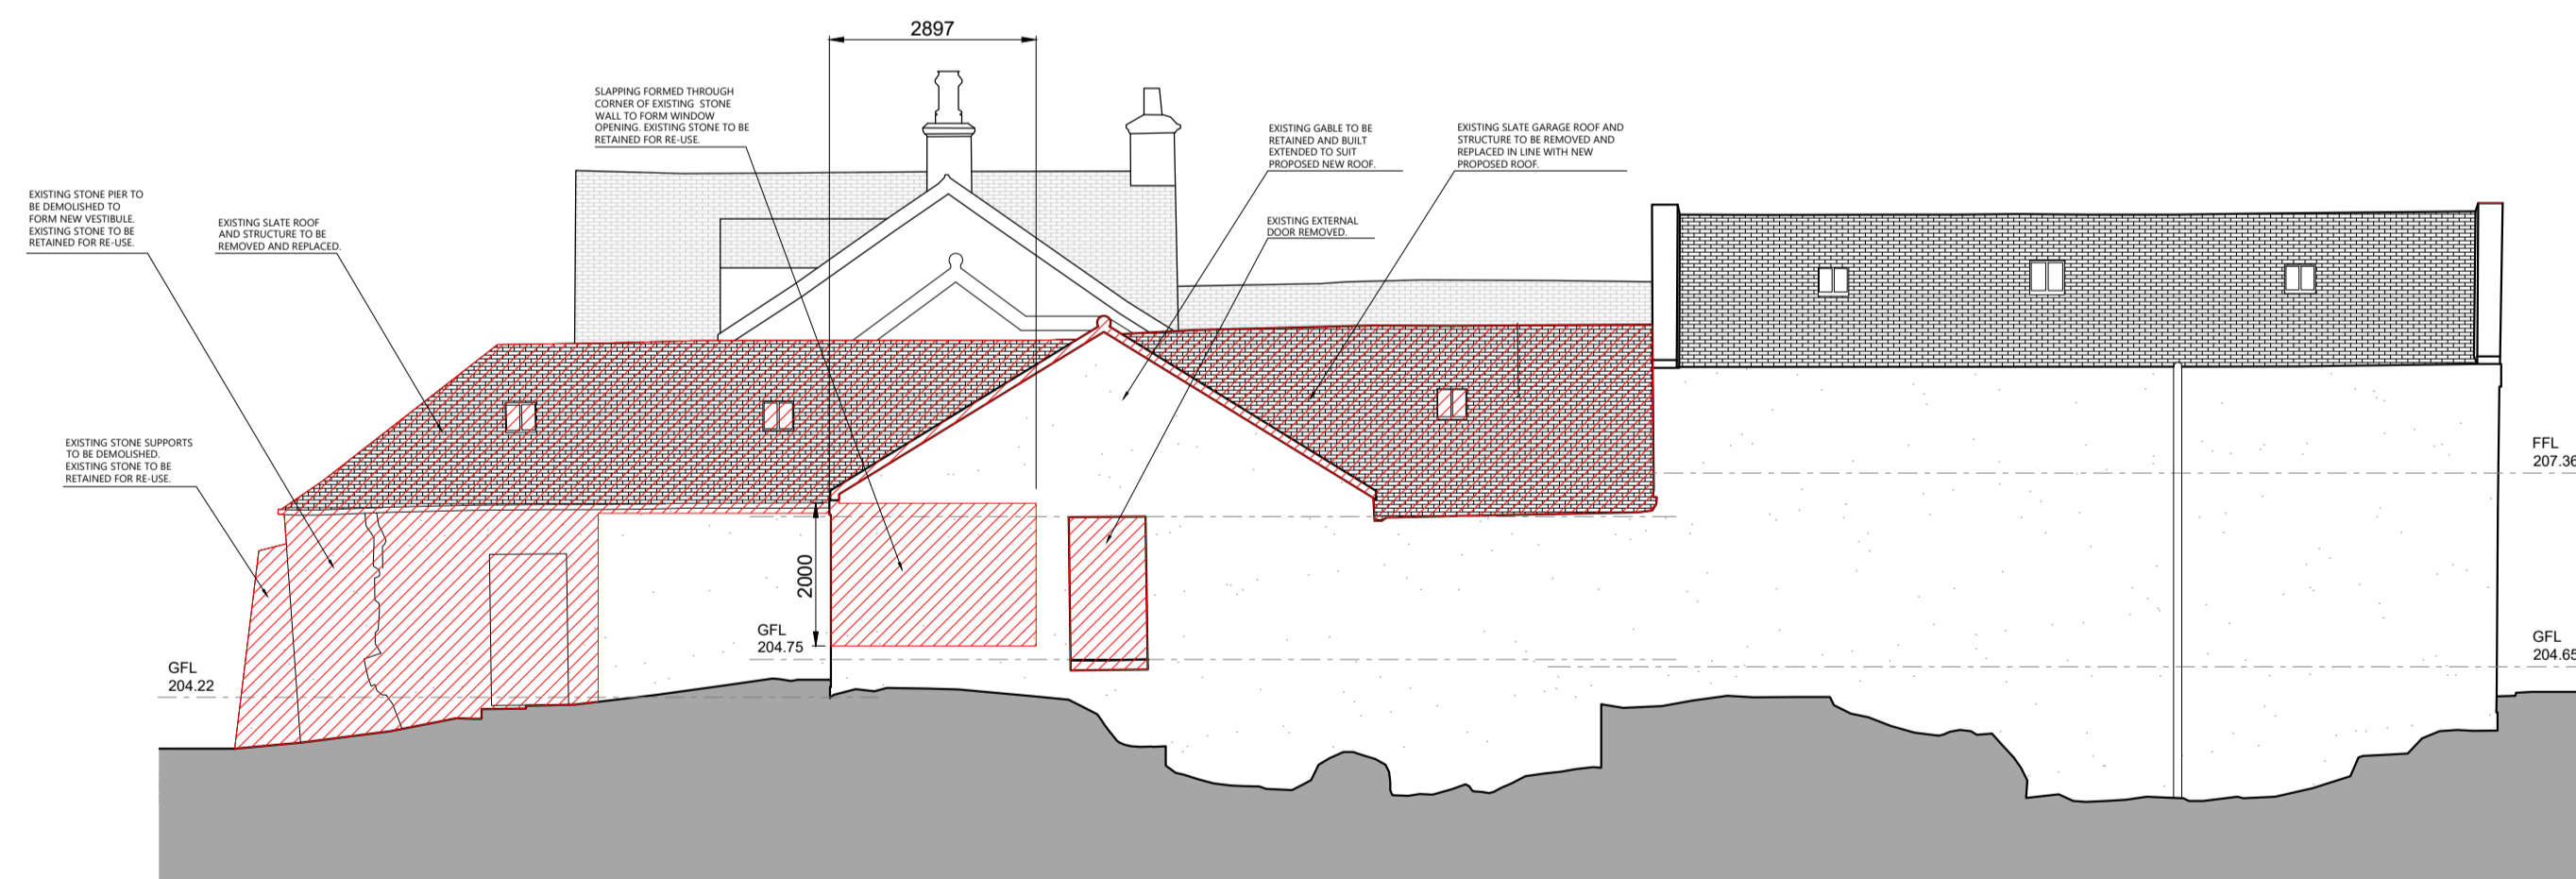 2897
SLAPPING FORMED THROUGH
CORNER OF EXISTING STONE
WALL TO FORM WINDOW
OPENING. EXISTING STONE TO BE
RETAINED FOR RE-USE.
EXISTING GABLE TO BE
RETAINED AND BUILT
EXTENDED TO SUIT
PROPOSED NEW ROOF.
EXISTING SLATE GARAGE ROOF AND
STRUCTURE TO BE REMOVED AND
REPLACED IN LINE WITH NEW
PROPOSED ROOF.
EXISTING STONE PIER TO
BE DEMOLISHED TO
FORM NEW VESTIBULE.
EXISTING STONE TO BE
RETAINED FOR RE-USE.
EXISTING SLATE ROOF
AND STRUCTURE TO BE
REMOVED AND REPLACED.
EXISTING EXTERNAL
DOOR REMOVED.
EXISTING STONE SUPPORTS
TO BE DEMOLISHED.
EXISTING STONE TO BE
RETAINED FOR RE-USE.
FFL
207.36
2000
GFL
204.75
GFL
204.65
GFL
204.22